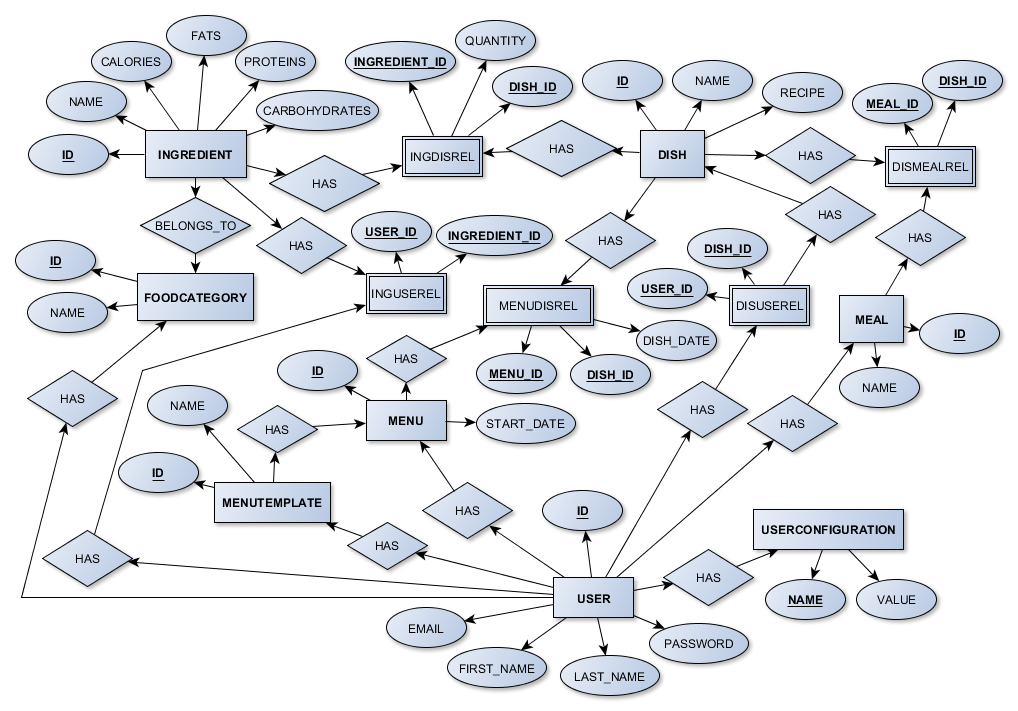 FATS
QUANTITY
CALORIES
PROTEINS
INGREDIENT_ID
DISH_ID
ID
NAME
RECIPE
DISH_ID
MEAL_ID
NAME
CARBOHYDRATES
ID
INGREDIENT
HAS
INGDISREL
HAS
DISH
HAS
DISMEALREL
BELONGS_TO
HAS
USER_ID
INGREDIENT_ID
HAS
DISH_ID
HAS
HAS
ID
FOODCATEGORY
NAME
INGUSEREL
MENUDISREL
USER_ID
DISUSEREL
MEAL
ID
DISH_DATE
HAS
ID
HAS
MENU_ID
DISH_ID
NAME
NAME
HAS
MENU
START_DATE
HAS
HAS
ID
MENUTEMPLATE
HAS
ID
USERCONFIGURATION
HAS
HAS
HAS
USER
NAME
VALUE
EMAIL
FIRST_NAME
LAST_NAME
PASSWORD